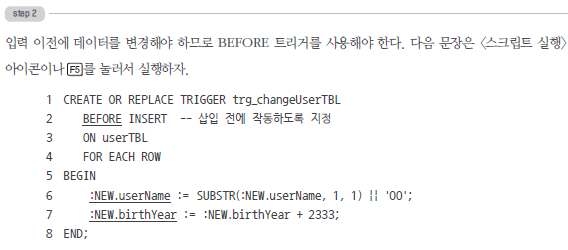 step 2
입력 이전에 데이터를 변경해야 하므로 BEFORE 트리거를 사용해야 한다. 다음 문장은 〈스크립트 실행〉
아이콘이나 F5를 눌러서 실행하자.
1 CREATE OR REPLACE TRIGGER trg_changeUserTBL
2 BEFORE INSERT -- 삽입 전에 작동하도록 지정
3 ON userTBL
4 FOR EACH ROW
5 BEGIN
6 :NEW.userName := SUBSTR(:NEW.userName, 1, 1) || 'OO';
7 :NEW.birthYear := :NEW.birthYear + 2333;
8 END;